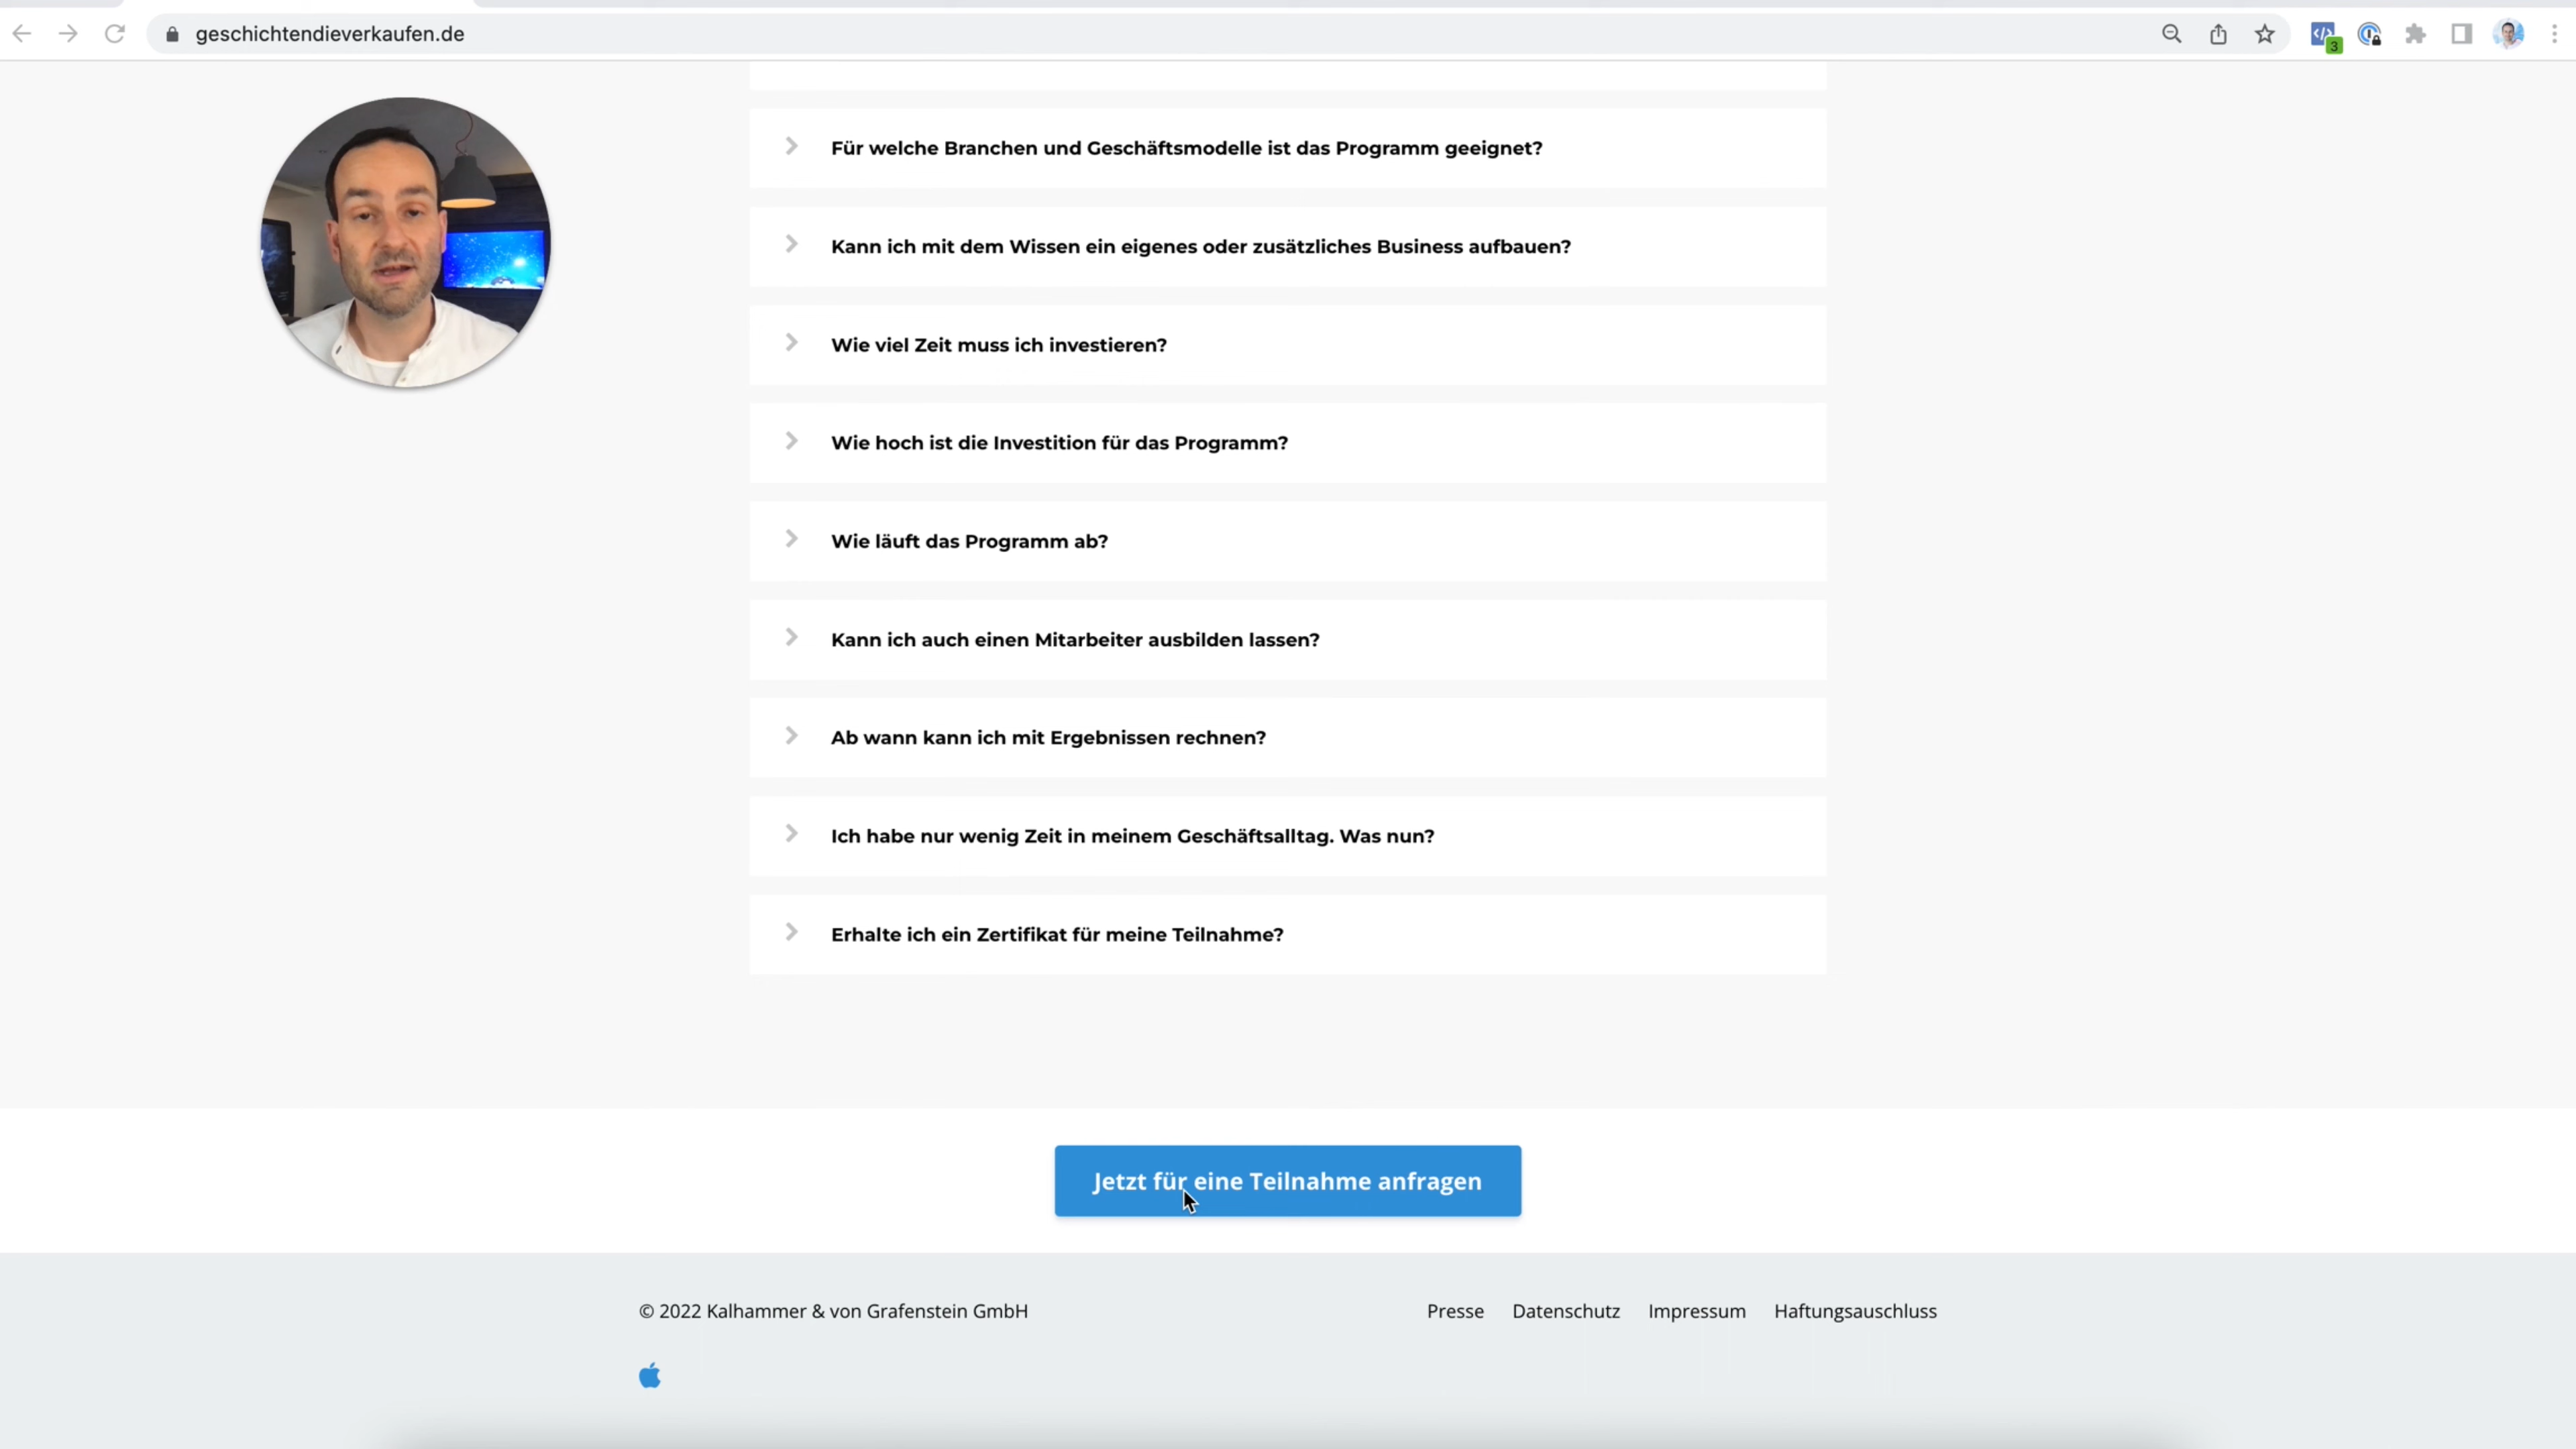 geschichtendieverkaufen.de
3
Für welche Branchen und Geschäftsmodelle ist das Programm geeignet?
Kann ich mit dem Wissen ein eigenes oder zusätzliches Business aufbauen?
Wie viel Zeit muss ich investieren?
Wie hoch ist die Investition für das Programm?
Wie läuft das Programm ab?
Kann ich auch einen Mitarbeiter ausbilden lassen?
Ab wann kann ich mit Ergebnissen rechnen?
Ich habe nur wenig Zeit in meinem Geschäftsalltag. Was nun?
Erhalte ich ein Zertifikat für meine Teilnahme?
Jetzt für eine Teilnahme anfragen
© 2022 Kalhammer & von Grafenstein GmbH
Presse Datenschutz Impressum Haftungsauschluss